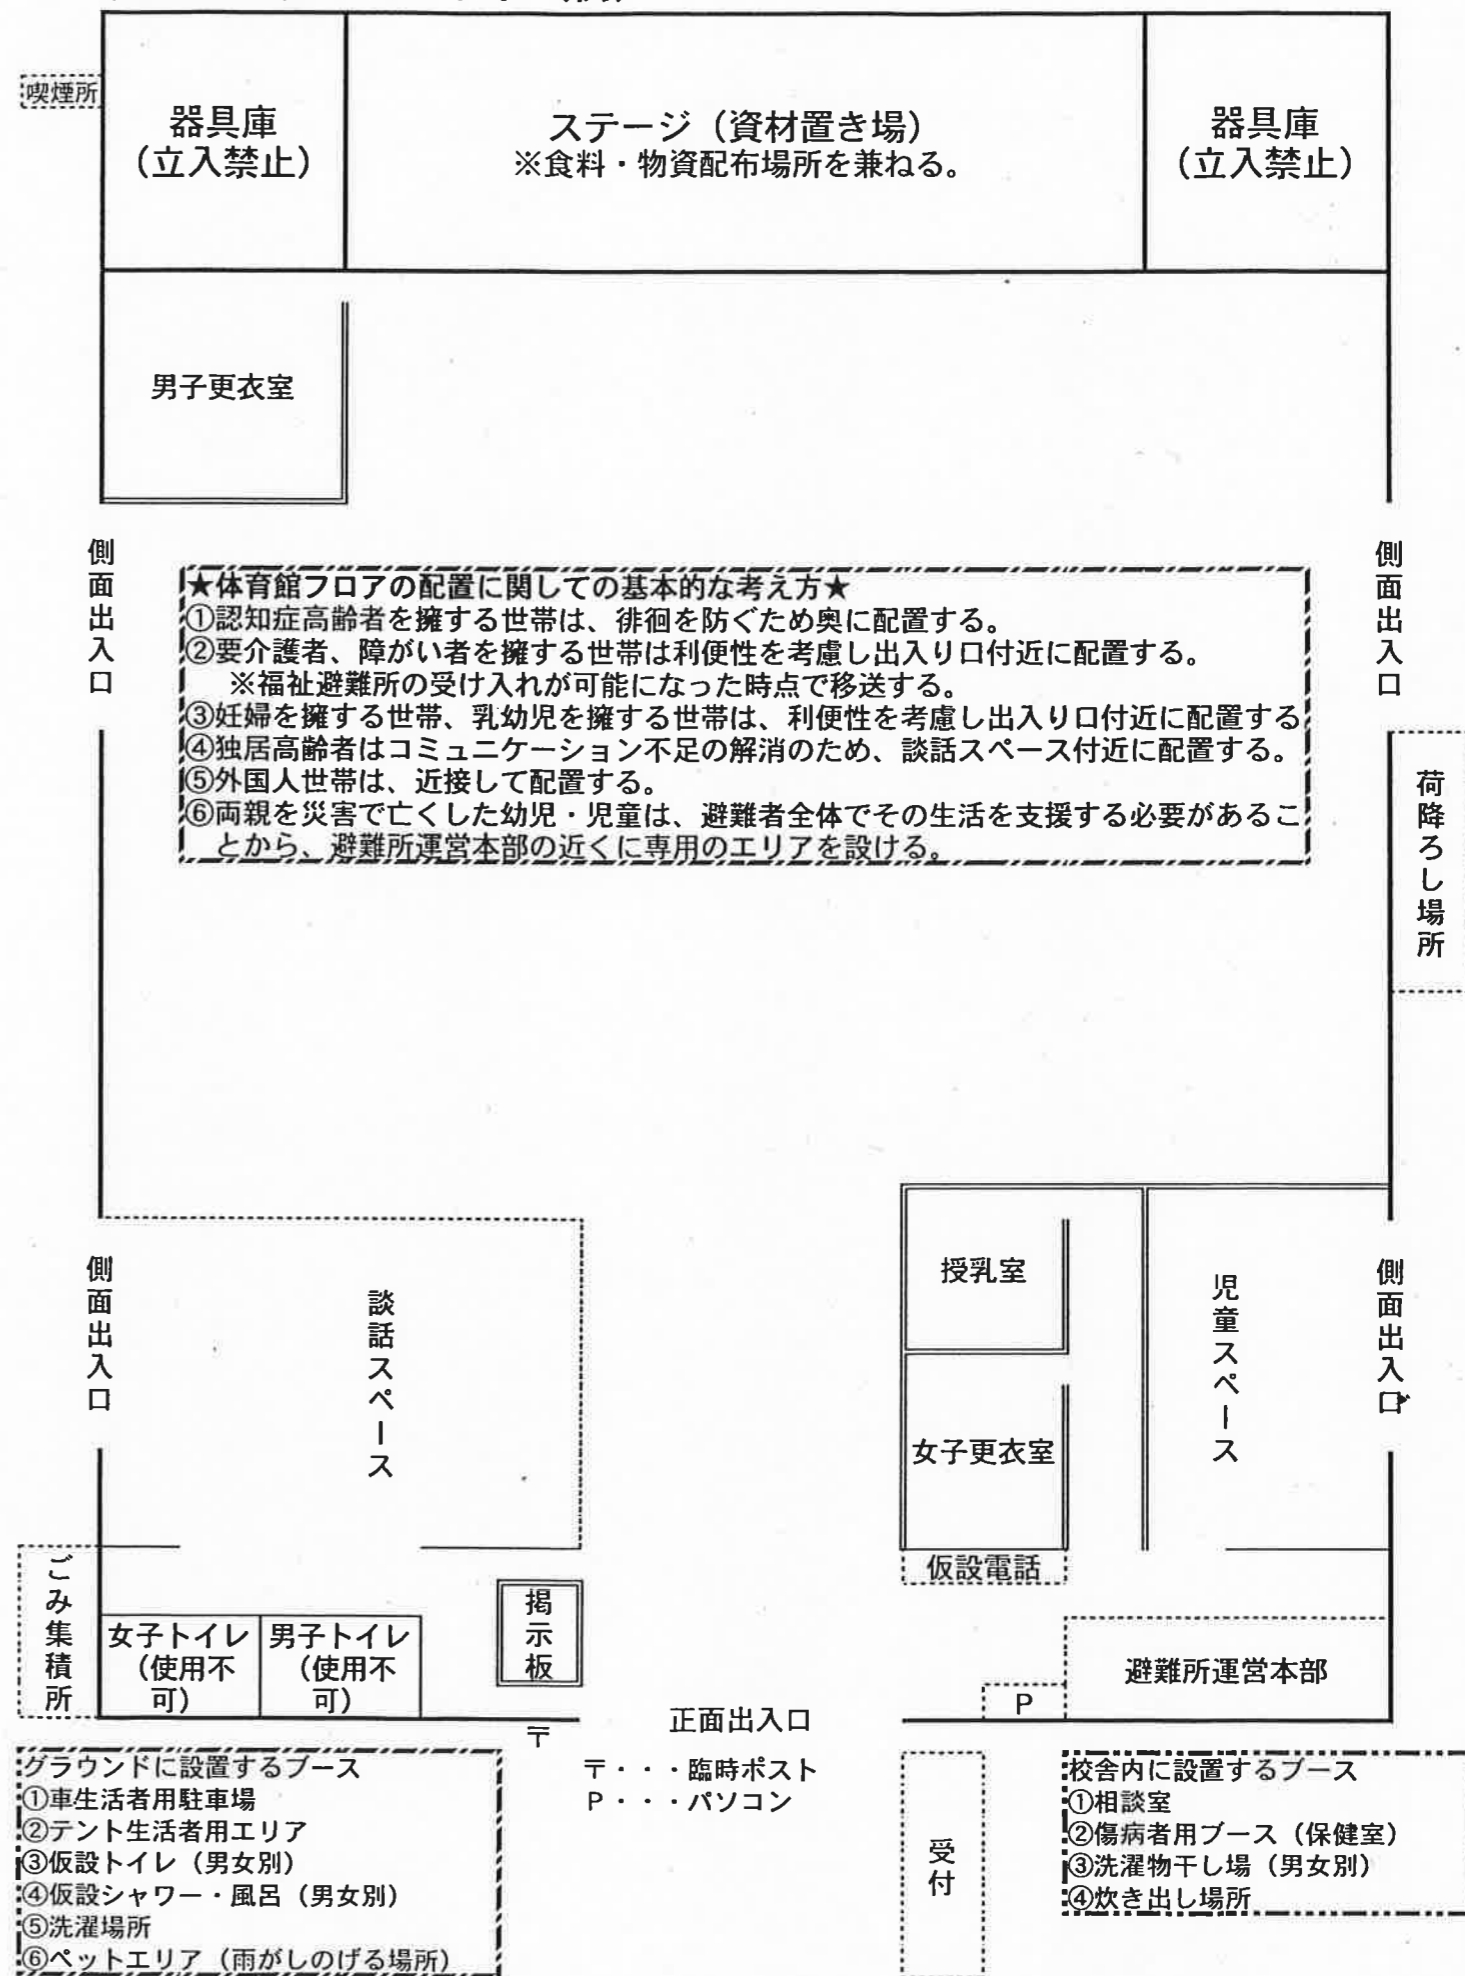 喫煙所
器具庫
(立入禁止)
ステージ（資材置き場）
※食料・物資配布場所を兼ねる。
器具庫
(立入禁止)
男子更衣室
側面出入口
側面出入口
★体育館フロアの配置に関しての基本的な考え方★
①認知症高齢者を擁する世帯は、徘徊を防ぐため奥に配置する。
②要介護者、障がい者を擁する世帯は利便性を考慮し出入り口付近に配置する。
※福祉避難所の受け入れが可能になった時点で移送する。
③妊婦を擁する世帯、乳幼児を擁する世帯は、利便性を考慮し出入り口付近に配置する
④独居高齢者はコミュニケーション不足の解消のため、談話スペース付近に配置する。
⑤外国人世帯は、近接して配置する。
⑥両親を災害で亡くした幼児・児童は、避難者全体でその生活を支援する必要があるこ
とから、避難所運営本部の近くに専用のエリアを設ける。
荷降ろし場所
側面出入口
談話スペース
授乳室
児童スペース
側面出入口
女子更衣室
仮設電話
ごみ集積所
女子トイレ
(使用不
可)
男子トイレ
(使用不
可)
掲示板
避難所運営本部
P
正面出入口
〒
〒・・・臨時ポスト
P・・・パソコン
受付
グラウンドに設置するブース
①車生活者用駐車場
②テント生活者用エリア
③仮設トイレ（男女別）
④仮設シャワー・風呂（男女別）
⑤洗濯場所
⑥ペットエリア（雨がしのげる場所）
校舎内に設置するブース
①相談室
②傷病者用ブース（保健室）
③洗濯物干し場（男女別）
④炊き出し場所